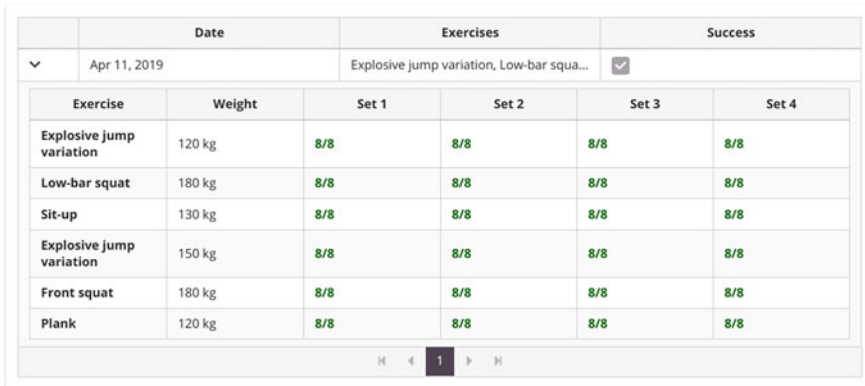 Date Exercises Success
Apr 11, 2019 Explosive jump variation, Low-bar squa...
Exercise Weight Set 1 Set 2 Set 3 Set 4
Explosive jump
variation 120 kg 8/8 8/8 8/8 8/8
Low-bar squat 180 kg 8/8 8/8 8/8 8/8
Sit-up 130 kg 8/8 8/8 8/8 8/8
Explosive jump
variation 150 kg 8/8 8/8 8/8 8/8
Front squat 180 kg 8/8 8/8 8/8 8/8
Plank 120 kg 8/8 8/8 8/8 8/8
1